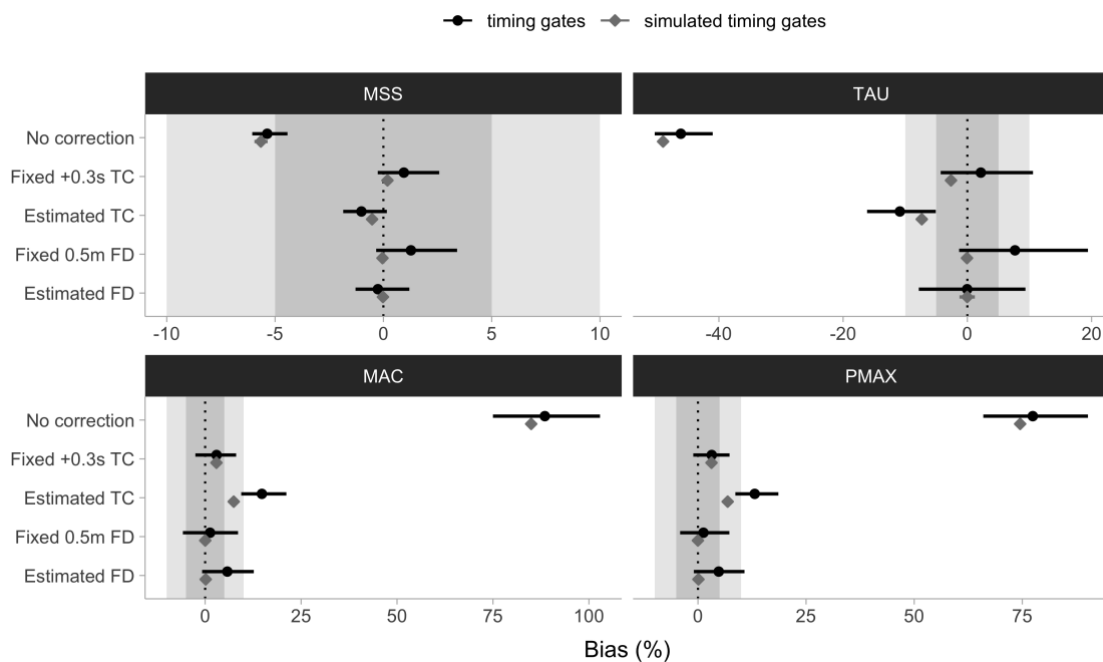 timing gates simulated timing gates
MSS TAU
No correction
Fixed +0.3s TC
Estimated TC
Fixed 0.5m FD
Estimated FD
-10 -5 0 5 10 -40 -20 0 20
MAC PMAX
No correction
Fixed +0.3s TC
Estimated TC
Fixed 0.5m FD
Estimated FD
0 25 50 75 100 0 25 50 75
Bias (%)